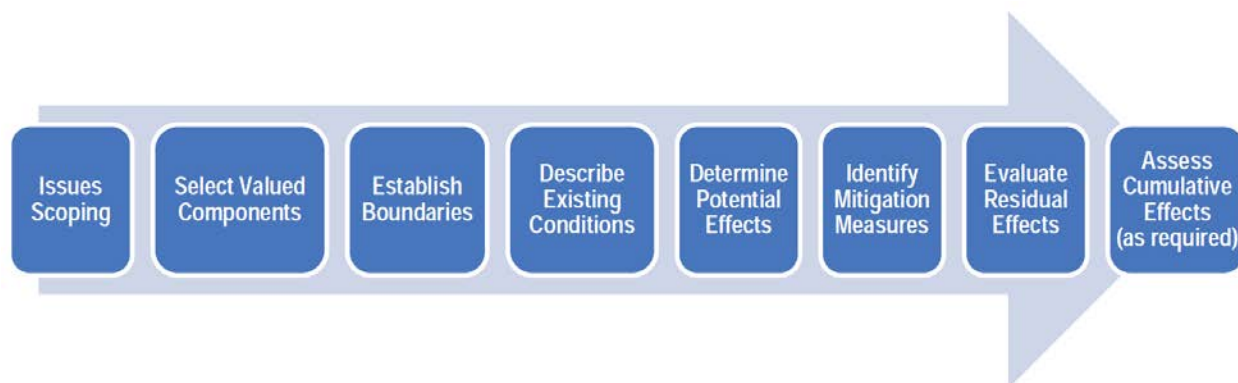 Issues
Scoping
Select Valued
Components
Establish
Boundaries
Describe
Existing
Conditions
Determine
Potential
Effects
Identify
Mitigation
Measures
Evaluate
Residual
Effects
Assess
Cumulative
Effects
(as required)